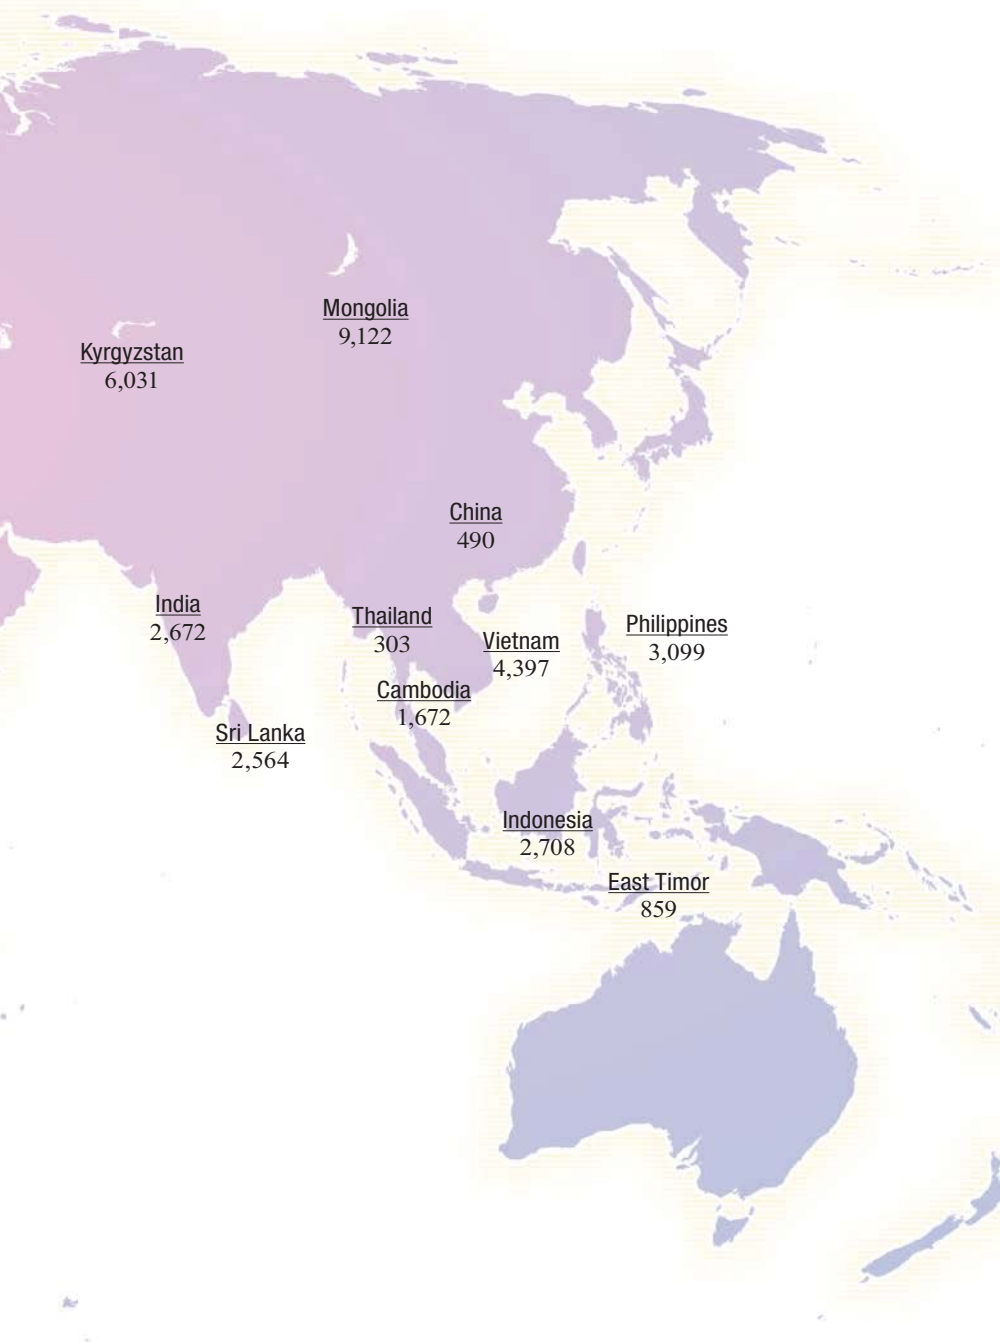 Mongolia
9,122
Kyrgyzstan
6,031
China
490
India
2,672
Thailand
303
Philippines
3,099
Vietnam
4,397
Cambodia
1,672
Sri Lanka
2,564
Indonesia
2,708
East Timor
859